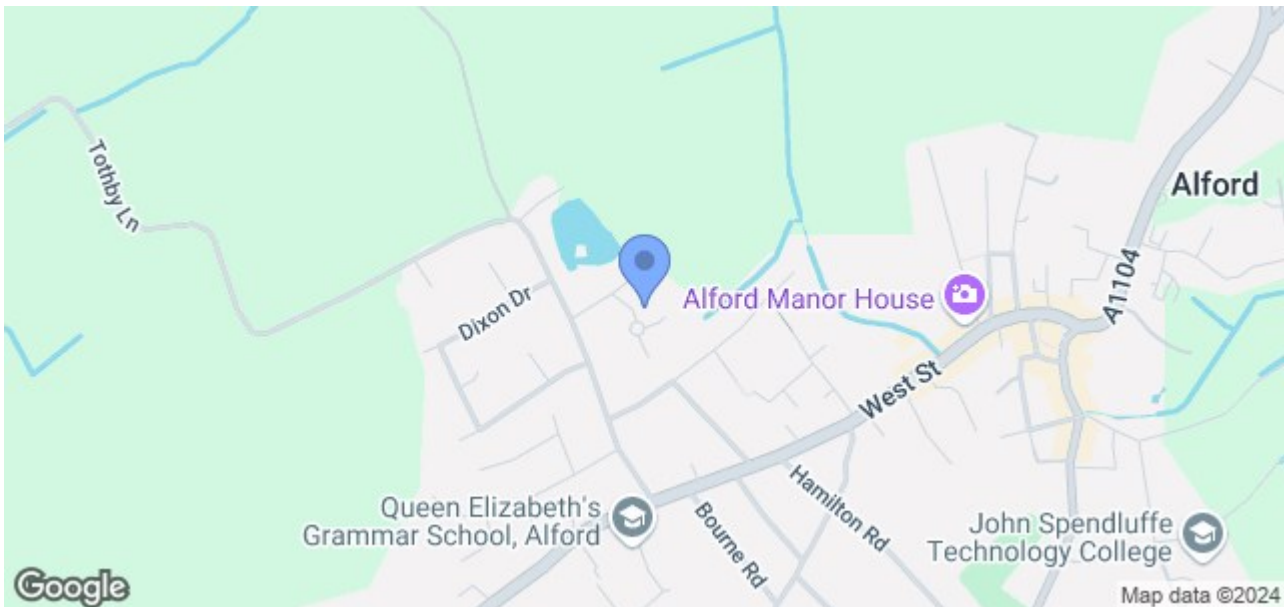 Tothby Ln
Alford
A1104
Alford Manor House
Dixon Dr
West St
Queen Elizabeth's
Grammar School, Alford
Bourne Rd
Hamilton Rd
John Spendluffe
Technology College
Google
Map data ©2024